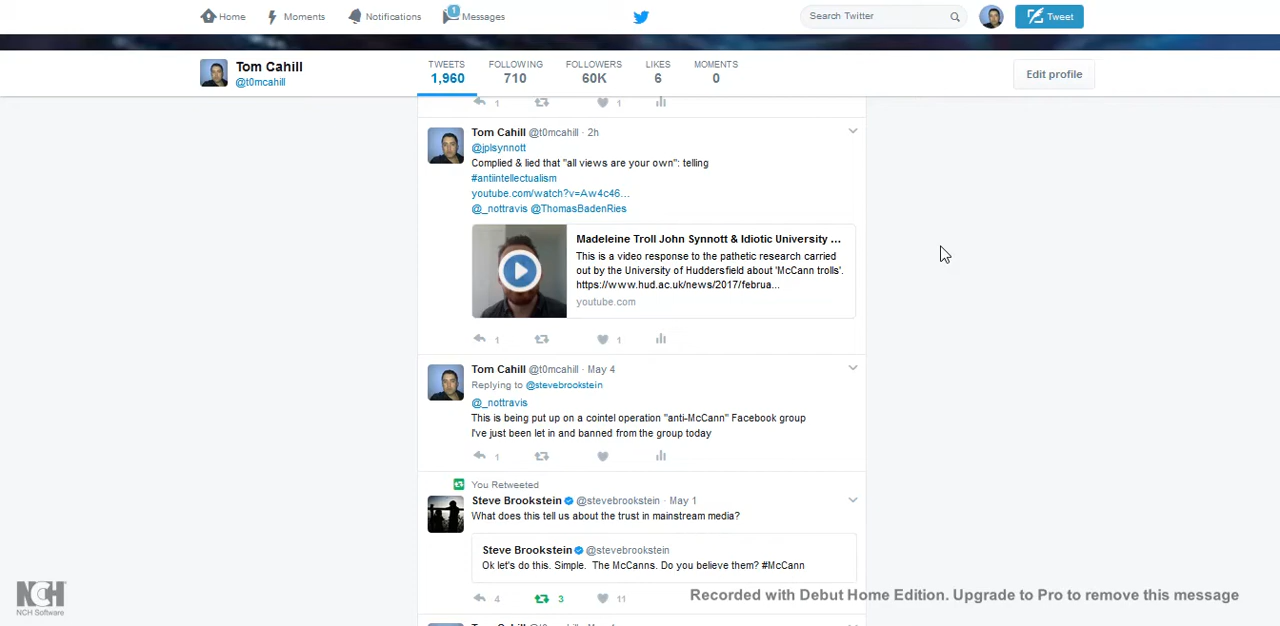 Home Moments Notifications 1 Messages Search Twitter Tweet
Tom Cahill
@t0mcahill
TWEETS FOLLOWING FOLLOWERS LIKES MOMENTS
1,960 710 60K 6 0
Edit profile
1 1
Tom Cahill @t0mcahill · 2h
@jplsynnott
Complied & lied that "all views are your own": telling
#antiintellectualism
youtube.com/watch?v=Aw4c46...
@_nottravis @ThomasBadenRies
Madeleine Troll John Synnott & Idiotic University ...
This is a video response to the pathetic research carried
out by the University of Huddersfield about 'McCann trolls'.
https://www.hud.ac.uk/news/2017/februa...
youtube.com
1 1
Tom Cahill @t0mcahill · May 4
Replying to @stevebrookstein
@_nottravis
This is being put up on a cointel operation "anti-McCann" Facebook group
I've just been let in and banned from the group today
1
You Retweeted
Steve Brookstein @stevebrookstein · May 1
What does this tell us about the trust in mainstream media?
Steve Brookstein @stevebrookstein
Ok let's do this. Simple. The McCanns. Do you believe them? #McCann
4 3 11
NCH
NCH Software
Recorded with Debut Home Edition. Upgrade to Pro to remove this message